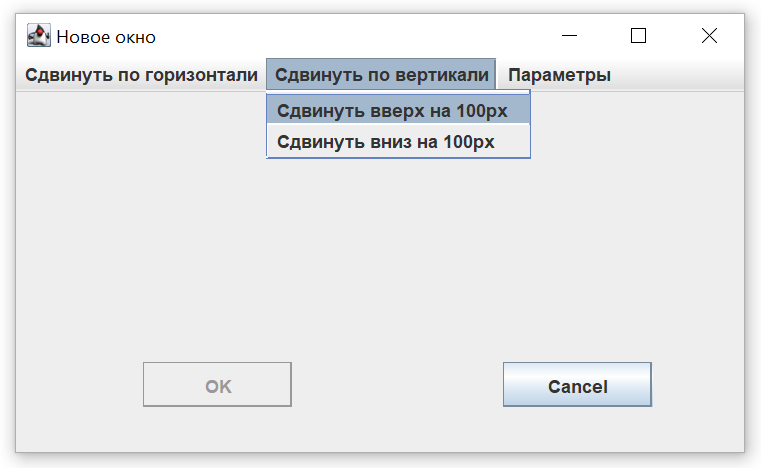 Новое окно
Сдвинуть по горизонтали Сдвинуть по вертикали Параметры
Сдвинуть вверх на 100px
Сдвинуть вниз на 100px
OK Cancel